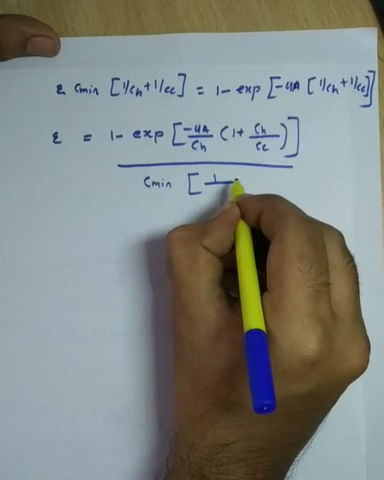 ε Cmin [1/Ch+1/Cc] = 1 - exp[-UA [1/Ch+1/Cc]]
ε = 1- exp[-UA/Ch (1+ Ch/Cc)]
Cmin [1